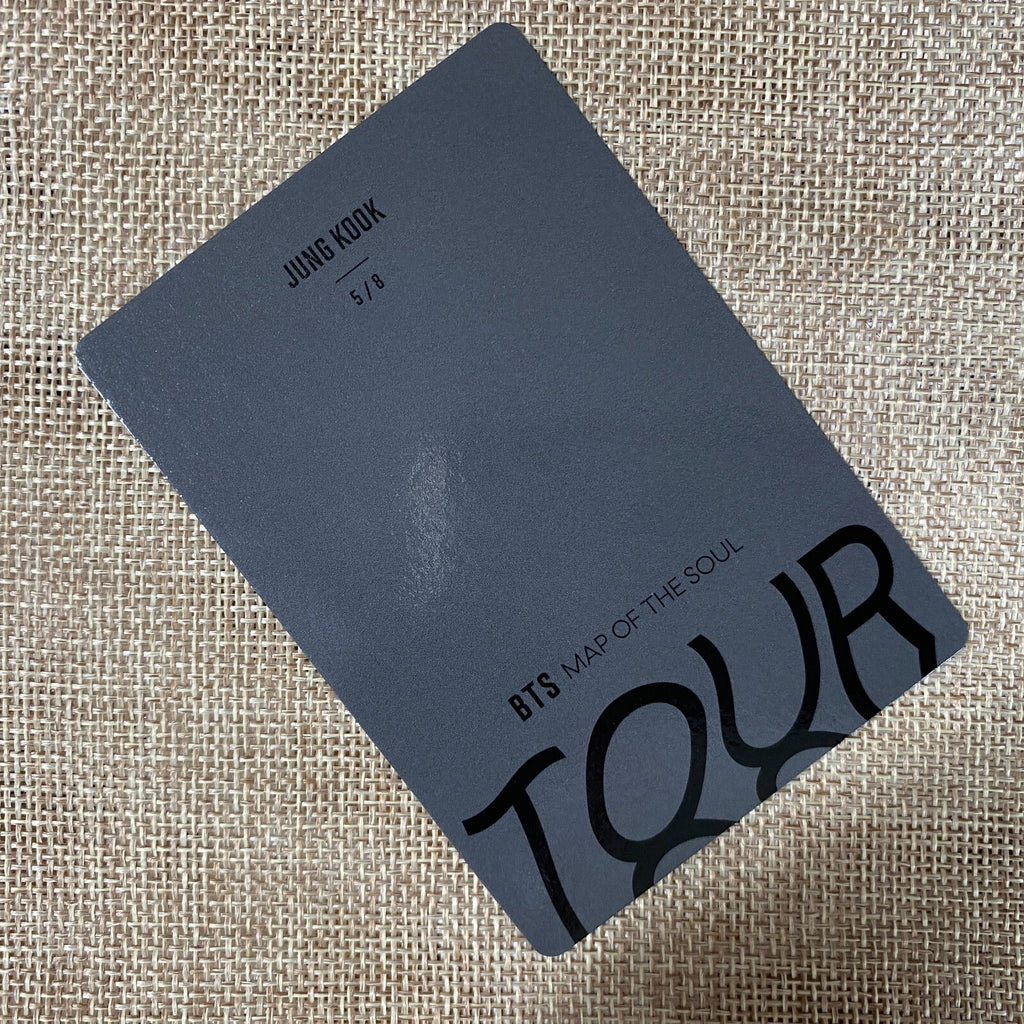 JUNG KOOK
5/8
BTS MAP OF THE SOUL
TOUR